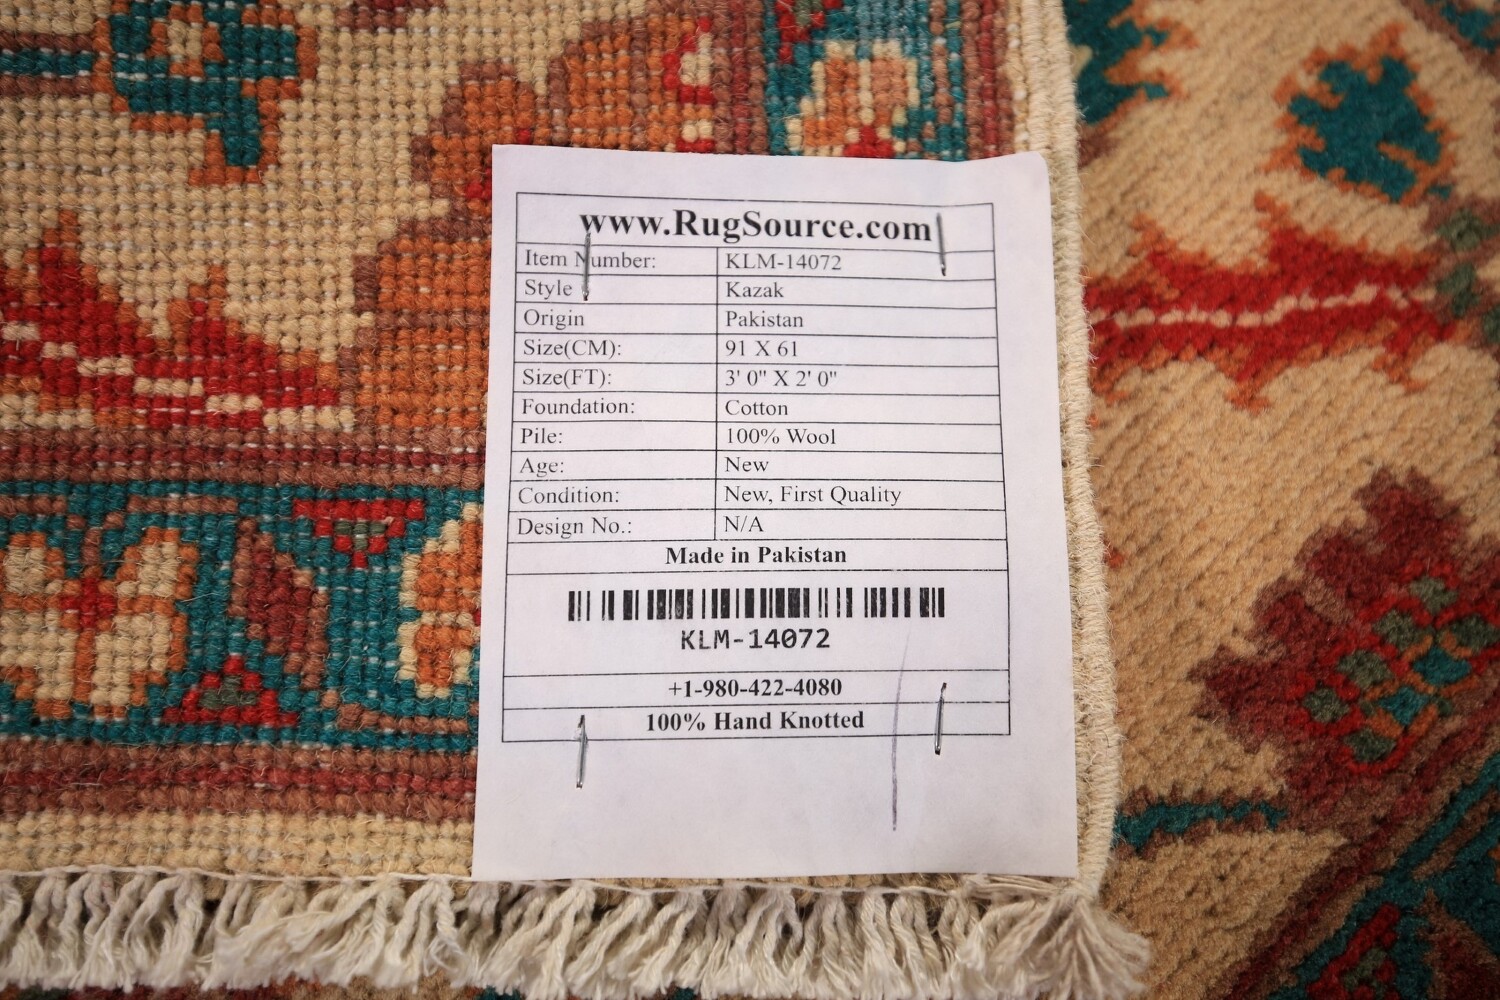 www.RugSource.com
Item Number: KLM-14072
Style Kazak
Origin Pakistan
Size(CM): 91 X 61
Size(FT): 3' 0" X 2' 0"
Foundation: Cotton
Pile: 100% Wool
Age: New
Condition: New, First Quality
Design No.: N/A
Made in Pakistan
KLM-14072
+1-980-422-4080
100% Hand Knotted